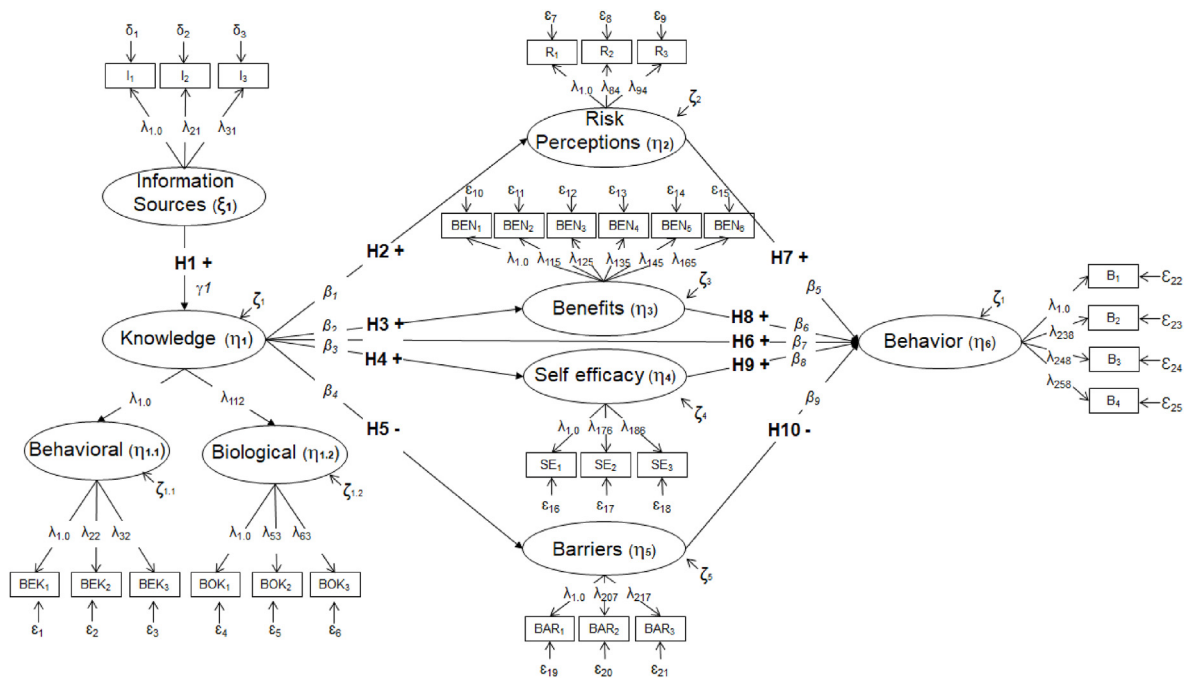 δ1 δ2 δ3
I1 I2 I3
λ1.0 λ21 λ31
Information
Sources (ξ1)
H1 +
γ1
ζ1
Knowledge (η1)
λ1.0 λ112
Behavioral (η1.1) Biological (η1.2)
ζ1.1 ζ1.2
λ1.0 λ22 λ32 λ1.0 λ53 λ63
BEK1 BEK2 BEK3 BOK1 BOK2 BOK3
ε1 ε2 ε3 ε4 ε5 ε6
H2 +
β1
β2
H3 +
β3
H4 +
β4
H5 -
ε7 ε8 ε9
R1 R2 R3
λ1.0 λ84 λ94
ζ2
Risk
Perceptions (η2)
ε10 ε11 ε12 ε13 ε14 ε15
BEN1 BEN2 BEN3 BEN4 BEN5 BEN6
λ1.0 λ115 λ125 λ135 λ145 λ165
ζ3
Benefits (η3)
Self efficacy (η4)
ζ4
λ1.0 λ176 λ186
SE1 SE2 SE3
ε16 ε17 ε18
Barriers (η5)
ζ5
λ1.0 λ207 λ217
BAR1 BAR2 BAR3
ε19 ε20 ε21
H7 +
β5
H8 +
β6
H6 +
β7
H9 +
β8
β9
H10 -
ζ1
Behavior (η6)
λ1.0 B1 ε22
λ238 B2 ε23
λ248 B3 ε24
λ258 B4 ε25